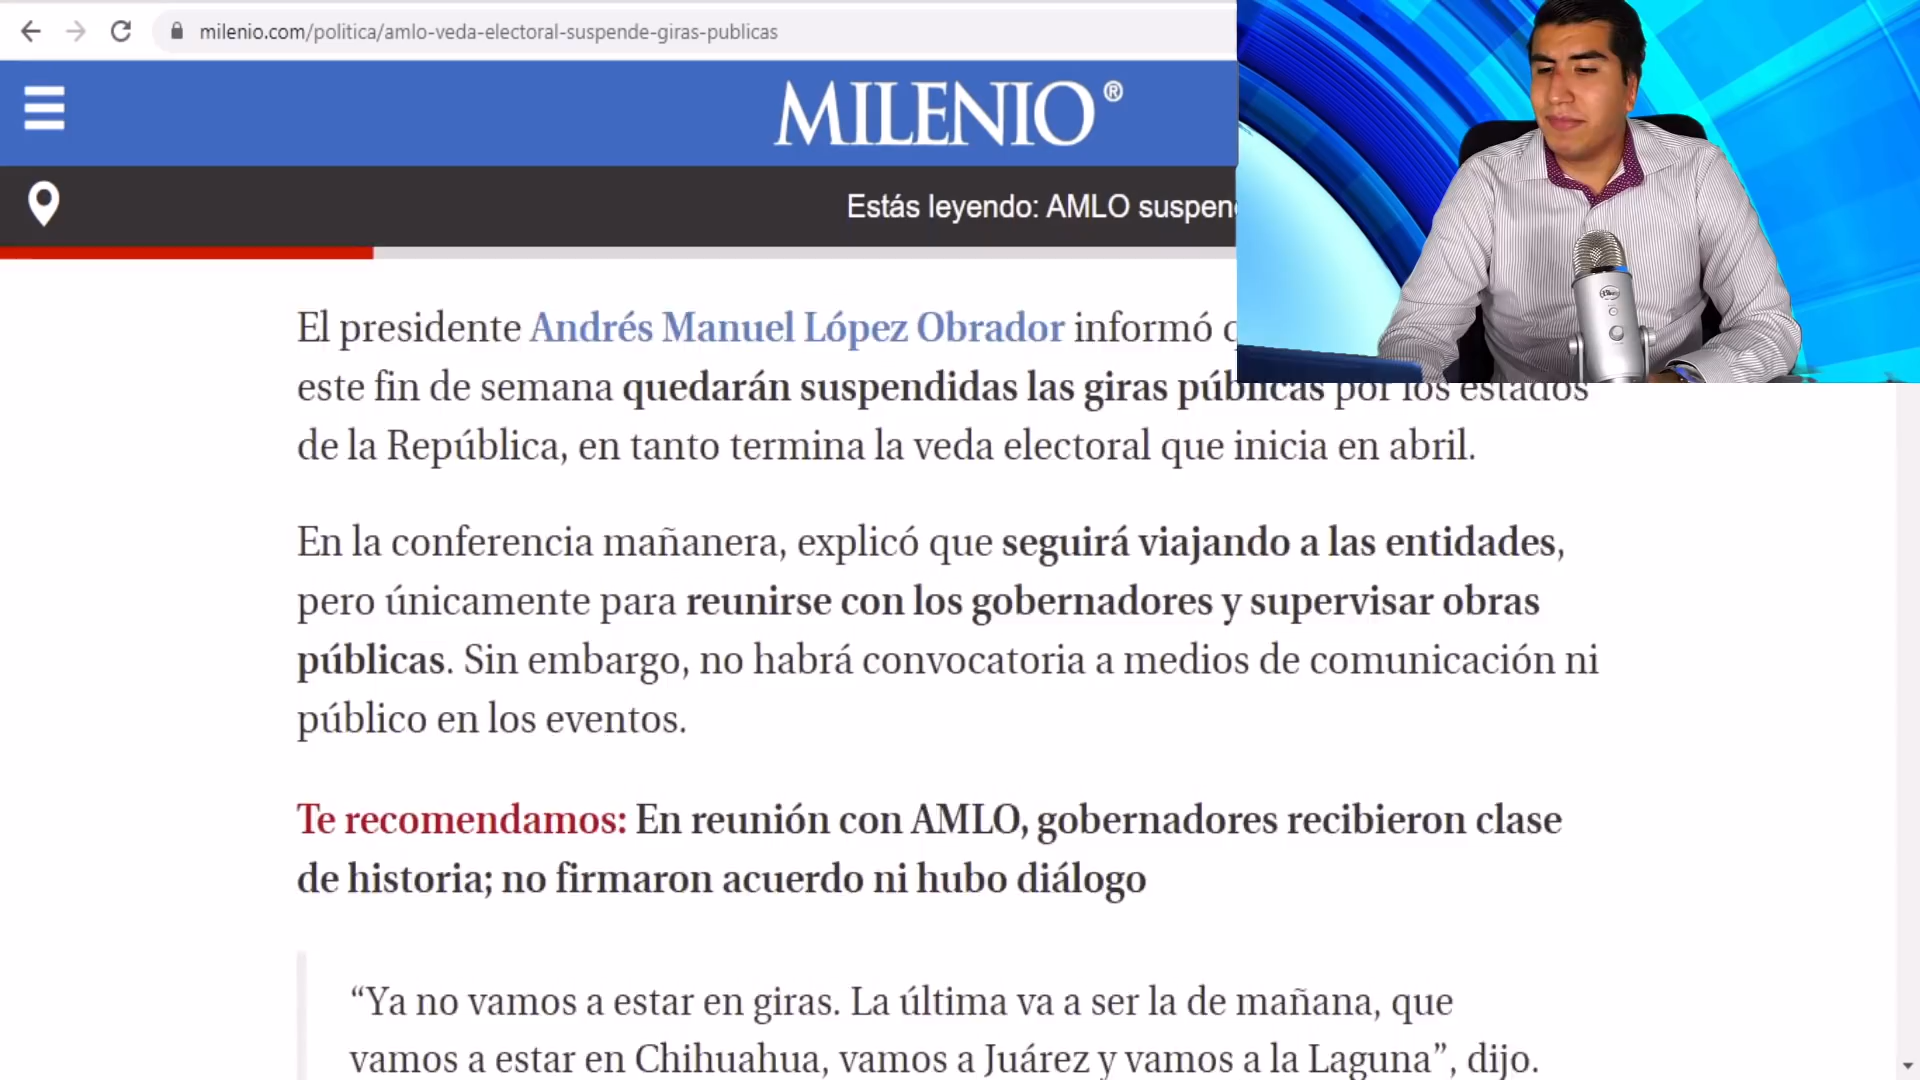 milenio.com/politica/amlo-veda-electoral-suspende-giras-publicas
MILENIO®
Estás leyendo: AMLO
El presidente Andrés Manuel López Obrador informó
este fin de semana quedarán suspendidas las giras públicas por los estados
de la República, en tanto termina la veda electoral que inicia en abril.
En la conferencia mañanera, explicó que seguirá viajando a las entidades,
pero únicamente para reunirse con los gobernadores y supervisar obras
públicas. Sin embargo, no habrá convocatoria a medios de comunicación ni
público en los eventos.
Te recomendamos: En reunión con AMLO, gobernadores recibieron clase
de historia; no firmaron acuerdo ni hubo diálogo
“Ya no vamos a estar en giras. La última va a ser la de mañana, que
vamos a estar en Chihuahua, vamos a Juárez y vamos a la Laguna”, dijo.